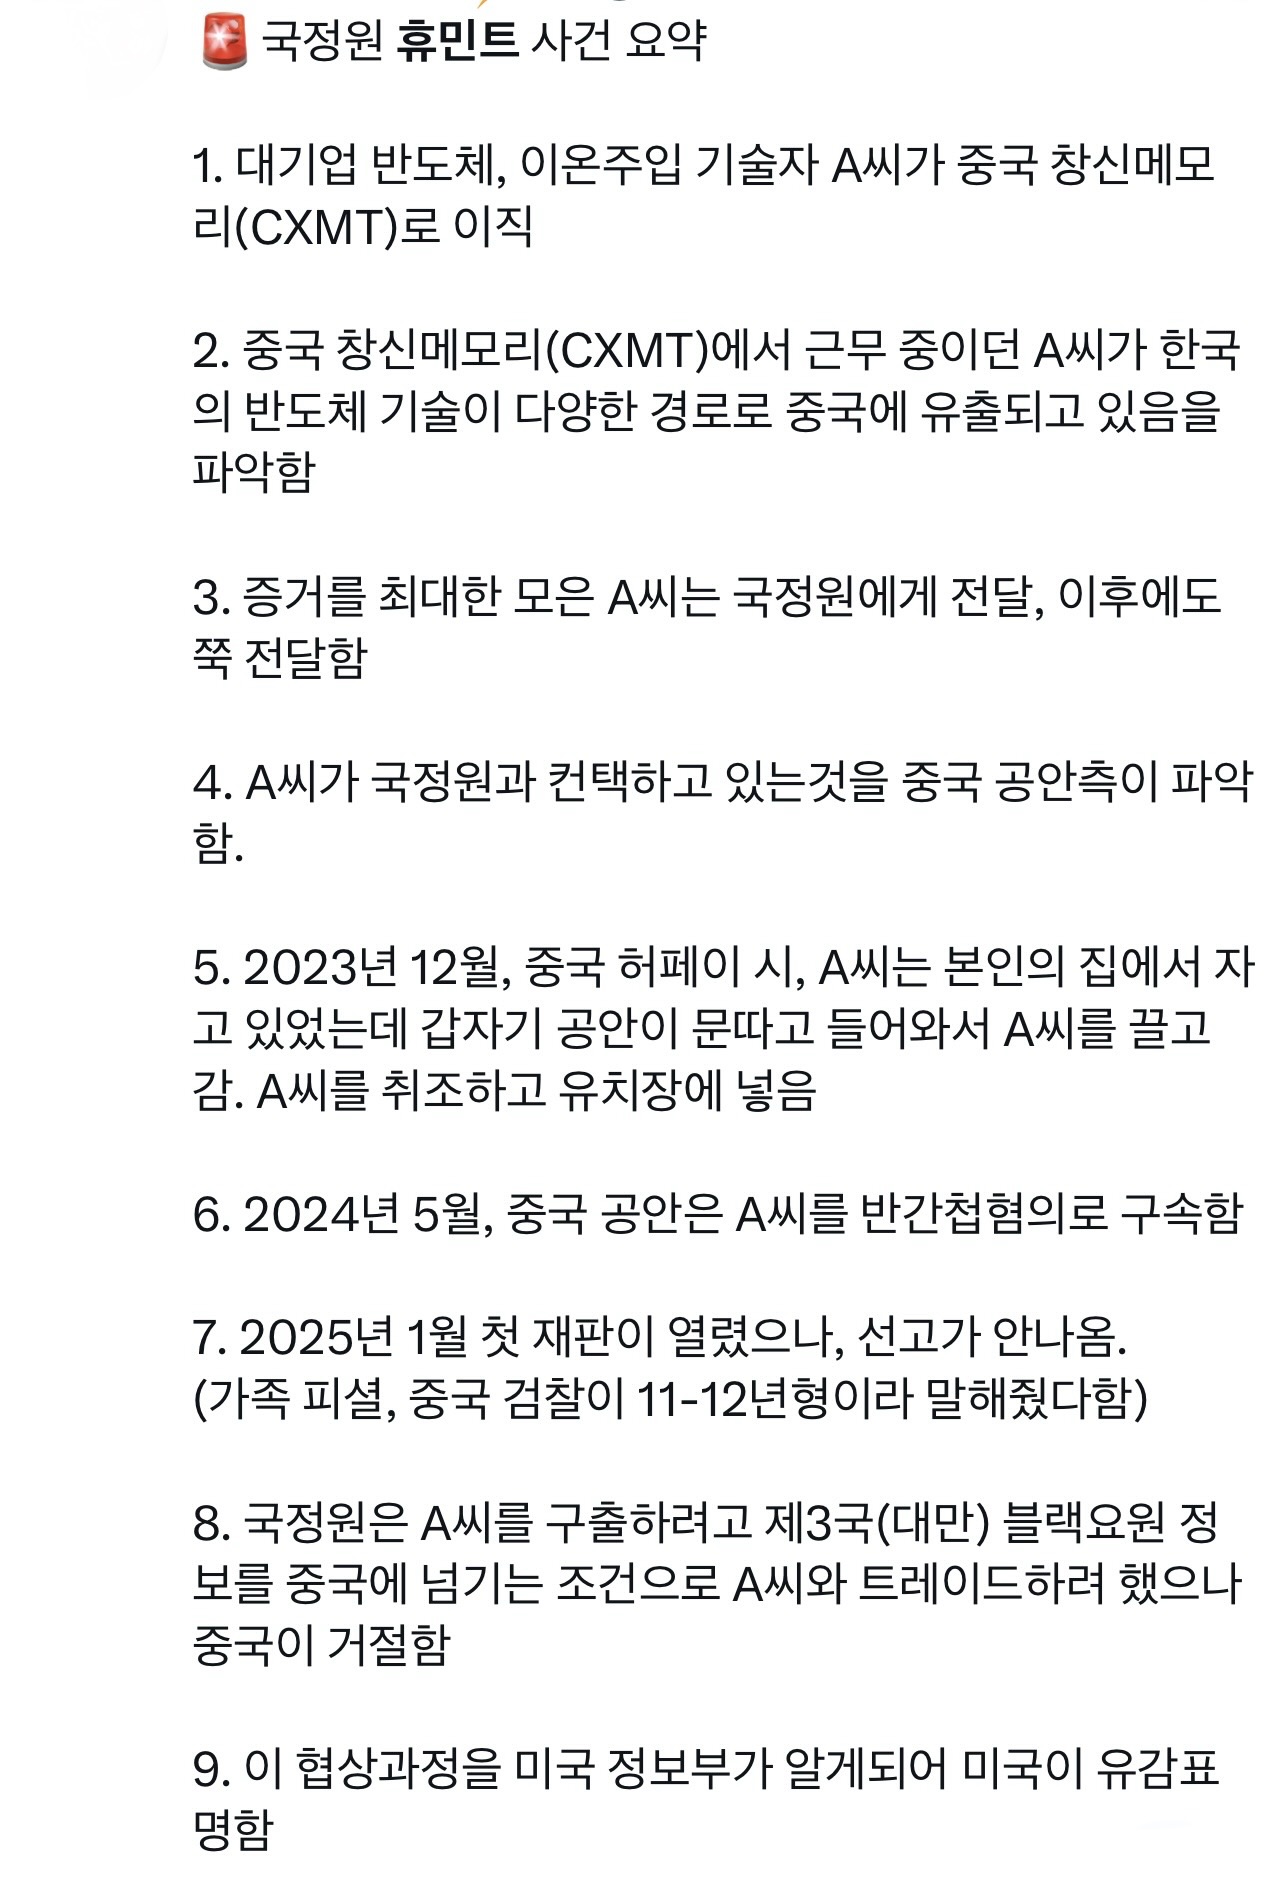 🚨 국정원 휴민트 사건 요약
1. 대기업 반도체, 이온주입 기술자 A씨가 중국 창신메모
리(CXMT)로 이직
2. 중국 창신메모리(CXMT)에서 근무 중이던 A씨가 한국
의 반도체 기술이 다양한 경로로 중국에 유출되고 있음을
파악함
3. 증거를 최대한 모은 A씨는 국정원에게 전달, 이후에도
쭉 전달함
4. A씨가 국정원과 컨택하고 있는것을 중국 공안측이 파악
함.
5. 2023년 12월, 중국 허페이 시, A씨는 본인의 집에서 자
고 있었는데 갑자기 공안이 문따고 들어와서 A씨를 끌고
감. A씨를 취조하고 유치장에 넣음
6. 2024년 5월, 중국 공안은 A씨를 반간첩혐의로 구속함
7. 2025년 1월 첫 재판이 열렸으나, 선고가 안나옴.
(가족 피셜, 중국 검찰이 11-12년형이라 말해줬다함)
8. 국정원은 A씨를 구출하려고 제3국(대만) 블랙요원 정
보를 중국에 넘기는 조건으로 A씨와 트레이드하려 했으나
중국이 거절함
9. 이 협상과정을 미국 정보부가 알게되어 미국이 유감표
명함